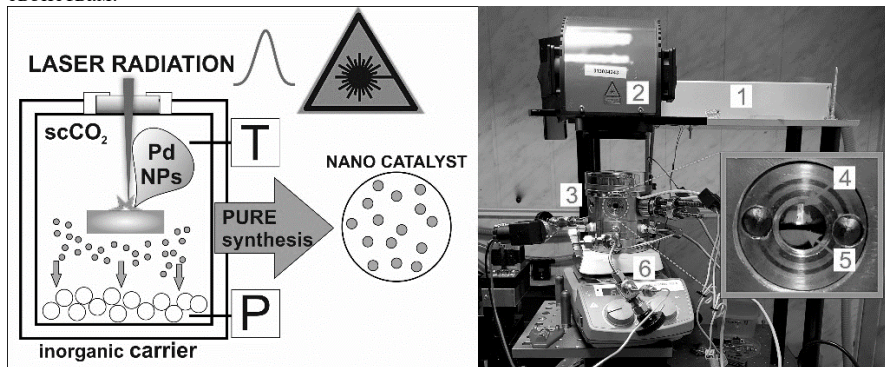 LASER RADIATION
scCO₂
Pd
NPs
T
NANO CATALYST
PURE
synthesis
P
inorganic carrier
1
2
3
4
5
6